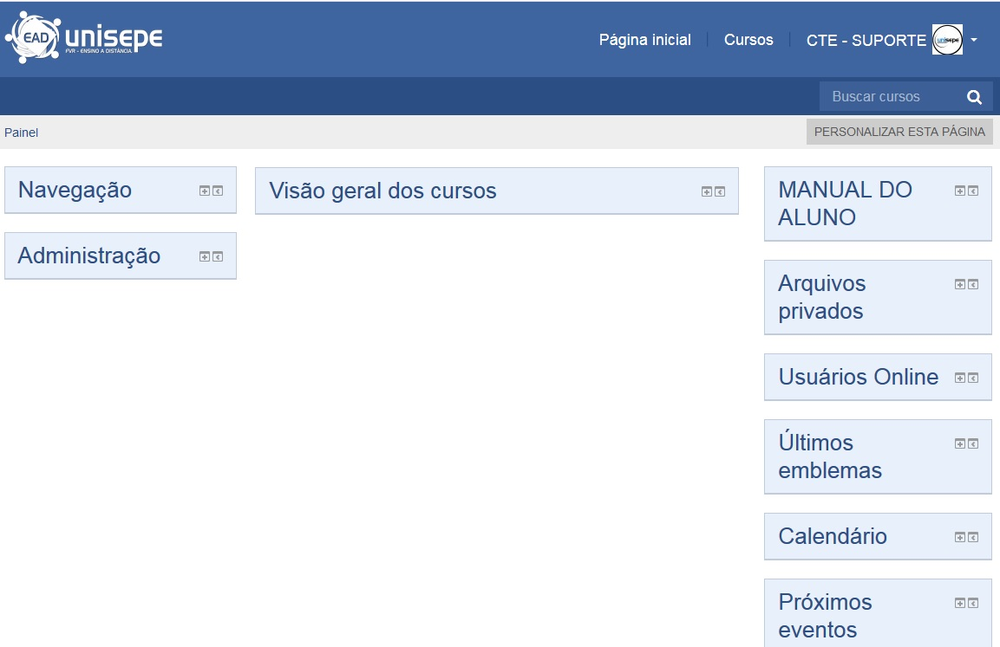 EAD
unisepe
FVR - ENSINO A DISTÂNCIA
Página inicial
Cursos
CTE - SUPORTE
unisepe
Buscar cursos
Painel
PERSONALIZAR ESTA PÁGINA
Navegação
Administração
Visão geral dos cursos
MANUAL DO
ALUNO
Arquivos
privados
Usuários Online
Últimos
emblemas
Calendário
Próximos
eventos